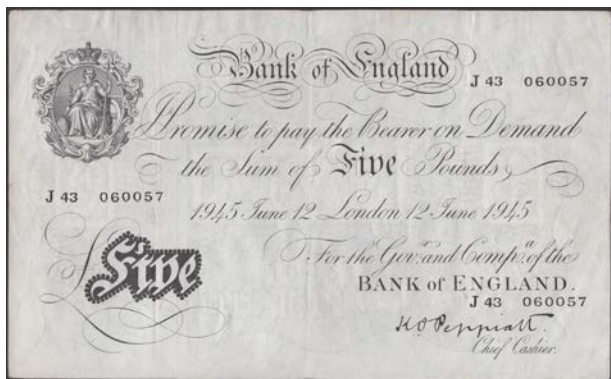 Bank of England
J 43 060057
I Promise to pay the Bearer on Demand
the Sum of Five Pounds
J 43 060057
1945 June 12 London 12 June 1945
For the Govr. and Compa. of the
BANK of ENGLAND.
J 43 060057
Five
K O Peppiatt.
Chief Cashier.